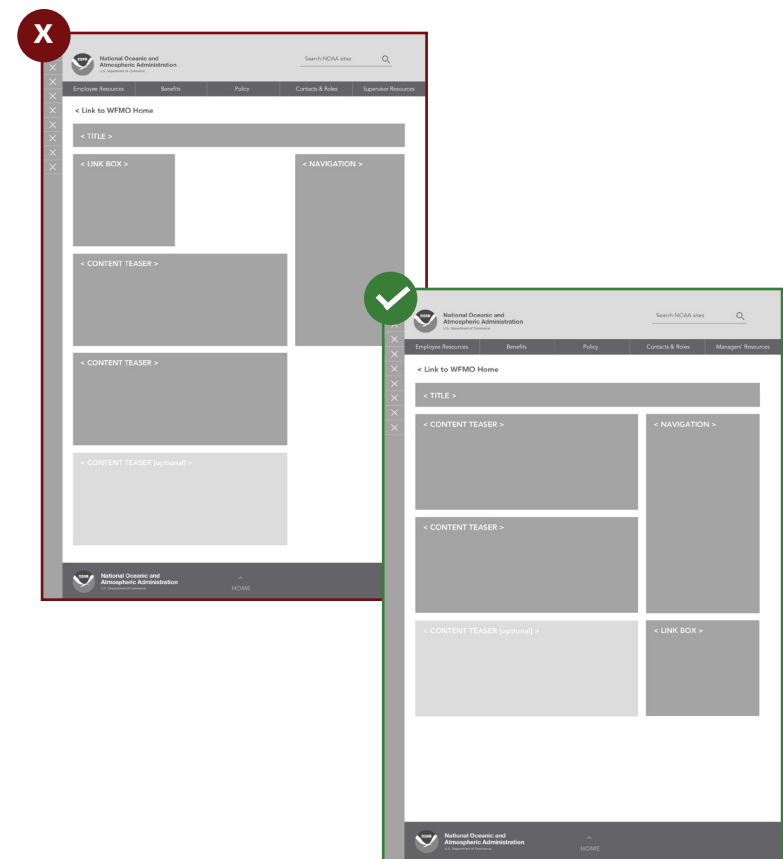 X
NOAA
National Oceanic and
Atmospheric Administration
U.S. Department of Commerce
Search NOAA sites
Employee Resources Benefits Policy Contacts & Roles Supervisor Resources
< Link to WFMO Home
< TITLE >
< LINK BOX >
< NAVIGATION >
< CONTENT TEASER >
< CONTENT TEASER >
< CONTENT TEASER (optional) >
NOAA
National Oceanic and
Atmospheric Administration
U.S. Department of Commerce
HOME
NOAA
National Oceanic and
Atmospheric Administration
U.S. Department of Commerce
Search NOAA sites
Employee Resources Benefits Policy Contacts & Roles Managers' Resources
< Link to WFMO Home
< TITLE >
< CONTENT TEASER >
< NAVIGATION >
< CONTENT TEASER >
< CONTENT TEASER (optional) >
< LINK BOX >
NOAA
National Oceanic and
Atmospheric Administration
U.S. Department of Commerce
HOME